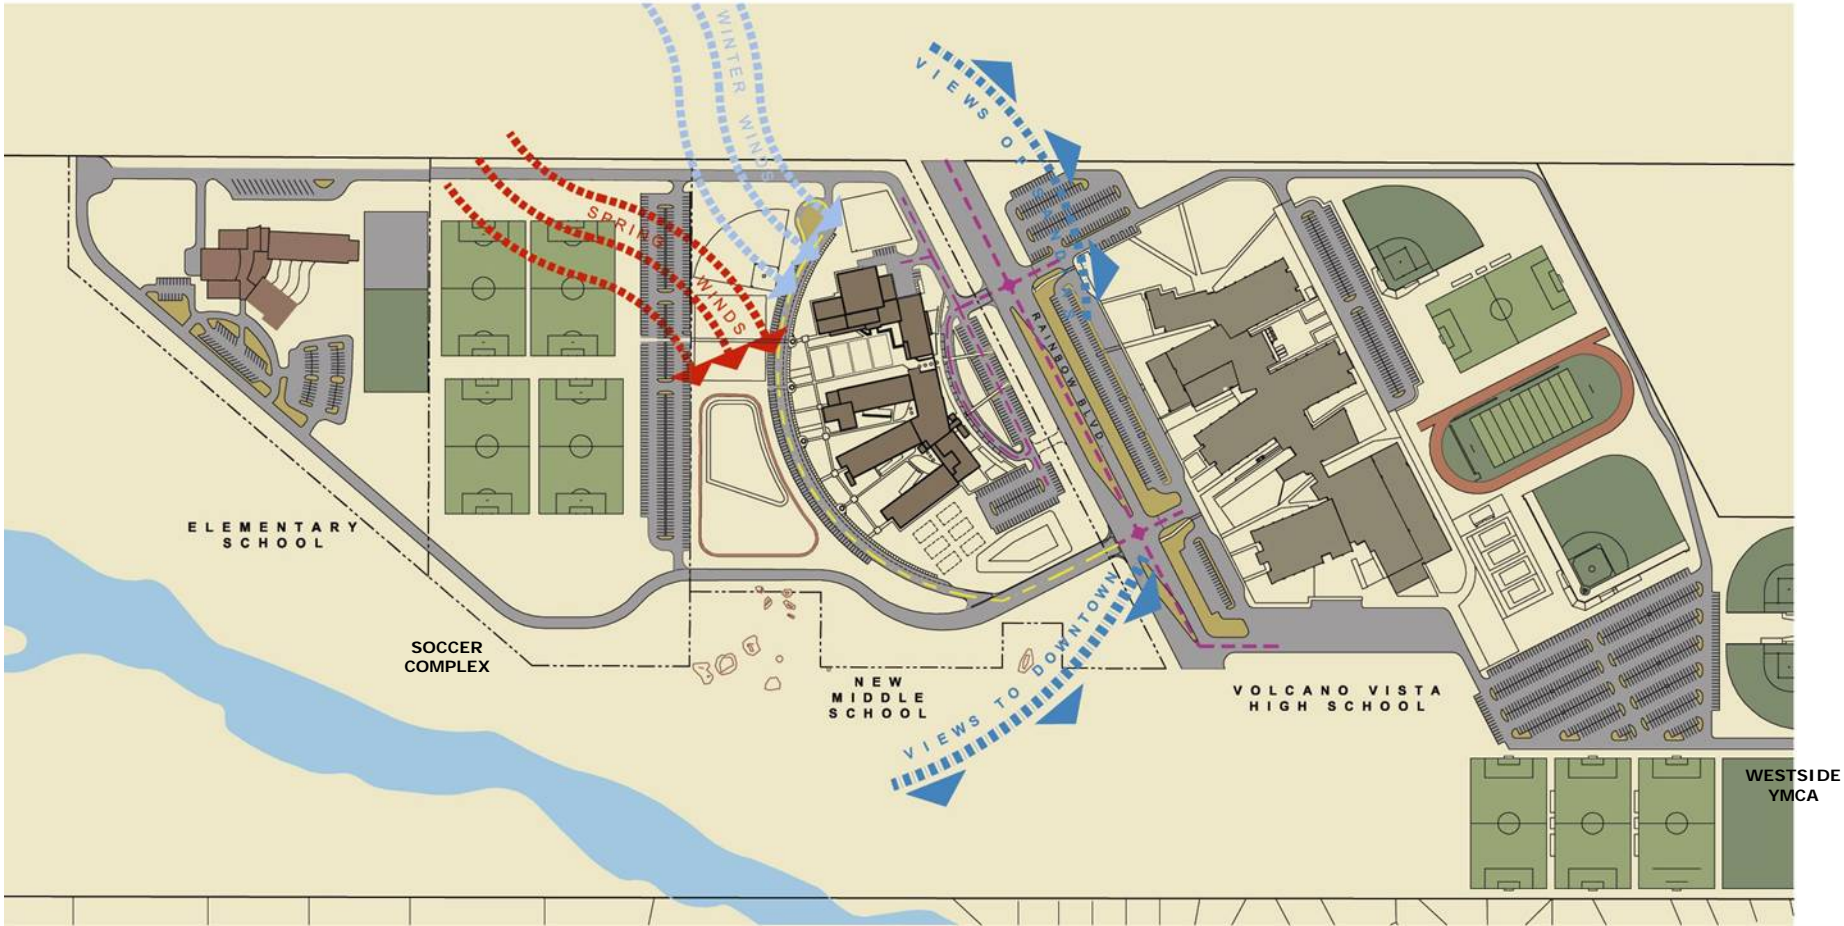 WINTER WINDS
VIEWS OF SANDIAS
SPRING WINDS
RAINBOW BLVD
ELEMENTARY
SCHOOL
SOCCER
COMPLEX
VIEWS TO DOWNTOWN
NEW
MIDDLE
SCHOOL
VOLCANO VISTA
HIGH SCHOOL
WESTSIDE
YMCA